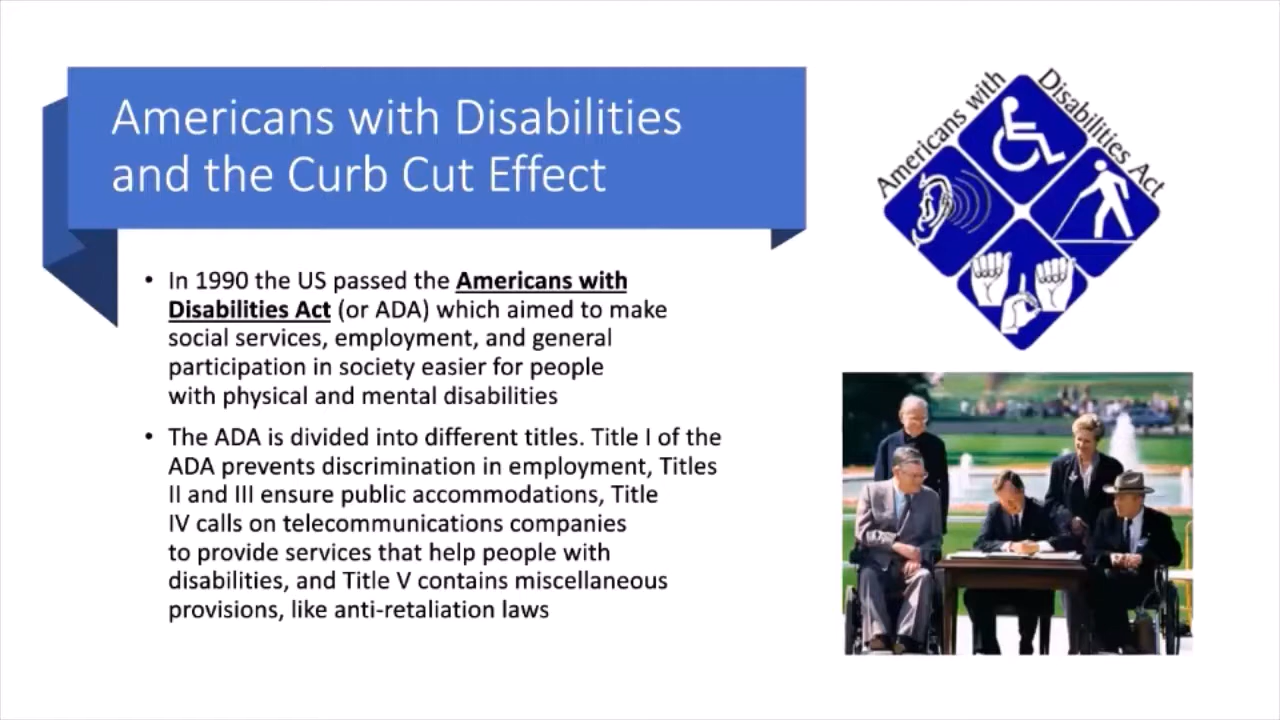 Americans with Disabilities
and the Curb Cut Effect
• In 1990 the US passed the Americans with
Disabilities Act (or ADA) which aimed to make
social services, employment, and general
participation in society easier for people
with physical and mental disabilities
• The ADA is divided into different titles. Title I of the
ADA prevents discrimination in employment, Titles
II and III ensure public accommodations, Title
IV calls on telecommunications companies
to provide services that help people with
disabilities, and Title V contains miscellaneous
provisions, like anti-retaliation laws
Americans with
Disabilities Act